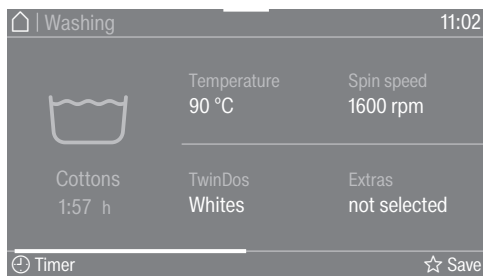 | Washing 11:02
Temperature Spin speed
90 °C 1600 rpm
Cottons TwinDos Extras
1:57 h Whites not selected
Timer Save